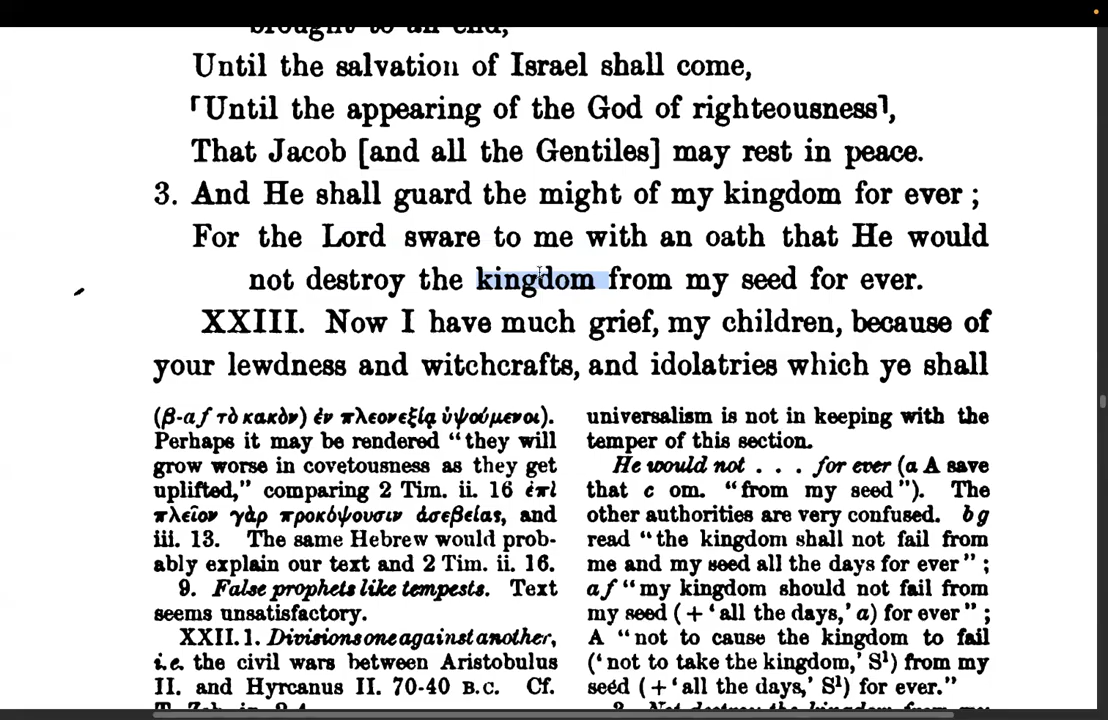 brought to an end,
Until the salvation of Israel shall come,
⸢Until the appearing of the God of righteousness⸣,
That Jacob [and all the Gentiles] may rest in peace.
3. And He shall guard the might of my kingdom for ever ;
For the Lord sware to me with an oath that He would
not destroy the kingdom from my seed for ever.
XXIII. Now I have much grief, my children, because of
your lewdness and witchcrafts, and idolatries which ye shall
(β-a f τὸ κακὸν) ἐν πλεονεξίᾳ ὑψούμενοι).
Perhaps it may be rendered “they will
grow worse in covetousness as they get
uplifted,” comparing 2 Tim. ii. 16 ἐπὶ
πλεῖον γὰρ προκόψουσιν ἀσεβείας, and
iii. 13. The same Hebrew would prob-
ably explain our text and 2 Tim. ii. 16.
9. False prophets like tempests. Text
seems unsatisfactory.
XXII. 1. Divisions one against another,
i.e. the civil wars between Aristobulus
II. and Hyrcanus II. 70-40 B.C. Cf.
universalism is not in keeping with the
temper of this section.
He would not . . . for ever (a A save
that c om. “from my seed”). The
other authorities are very confused. b g
read “the kingdom shall not fail from
me and my seed all the days for ever” ;
a f “my kingdom should not fail from
my seed (+ ‘all the days,’ a) for ever” ;
A “not to cause the kingdom to fail
(‘not to take the kingdom,’ S¹) from my
seed (+ ‘all the days,’ S¹) for ever.”